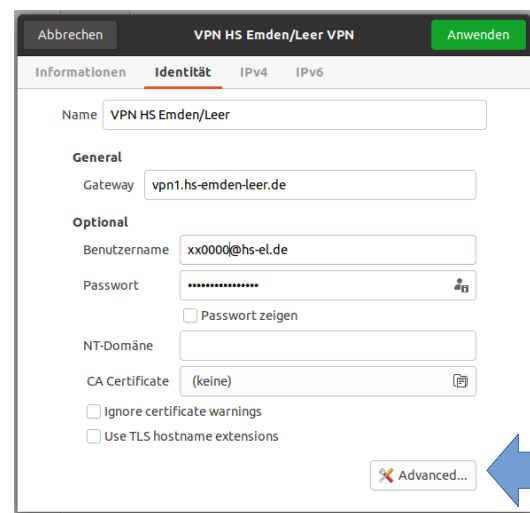 Abbrechen VPN HS Emden/Leer VPN Anwenden
Informationen Identität IPv4 IPv6
Name VPN HS Emden/Leer
General
Gateway vpn1.hs-emden-leer.de
Optional
Benutzername xx0000@hs-el.de
Passwort ••••••••••••••••
Passwort zeigen
NT-Domäne
CA Certificate (keine)
Ignore certificate warnings
Use TLS hostname extensions
Advanced...